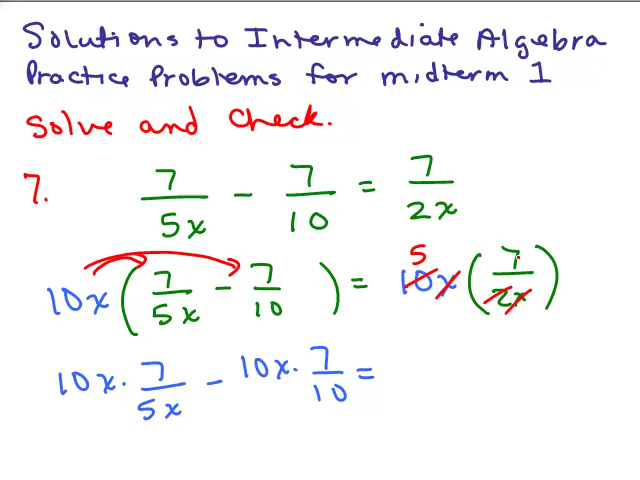 Solutions to Intermediate Algebra
Practice Problems for midterm 1
Solve and Check.
7. 7/5x - 7/10 = 7/2x
10x ( 7/5x - 7/10 ) = 5 10x ( 7/2x )
10x · 7/5x - 10x · 7/10 =